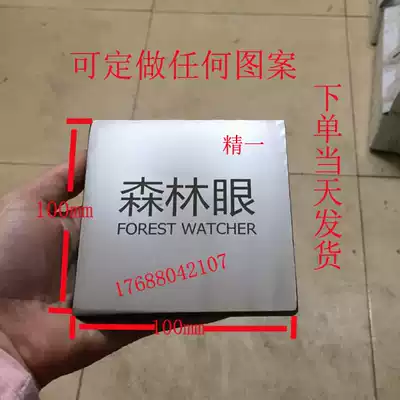 可定做任何图案
下单当天发货
精一
100mm
森林眼
FOREST WATCHER
17688042107
100mm